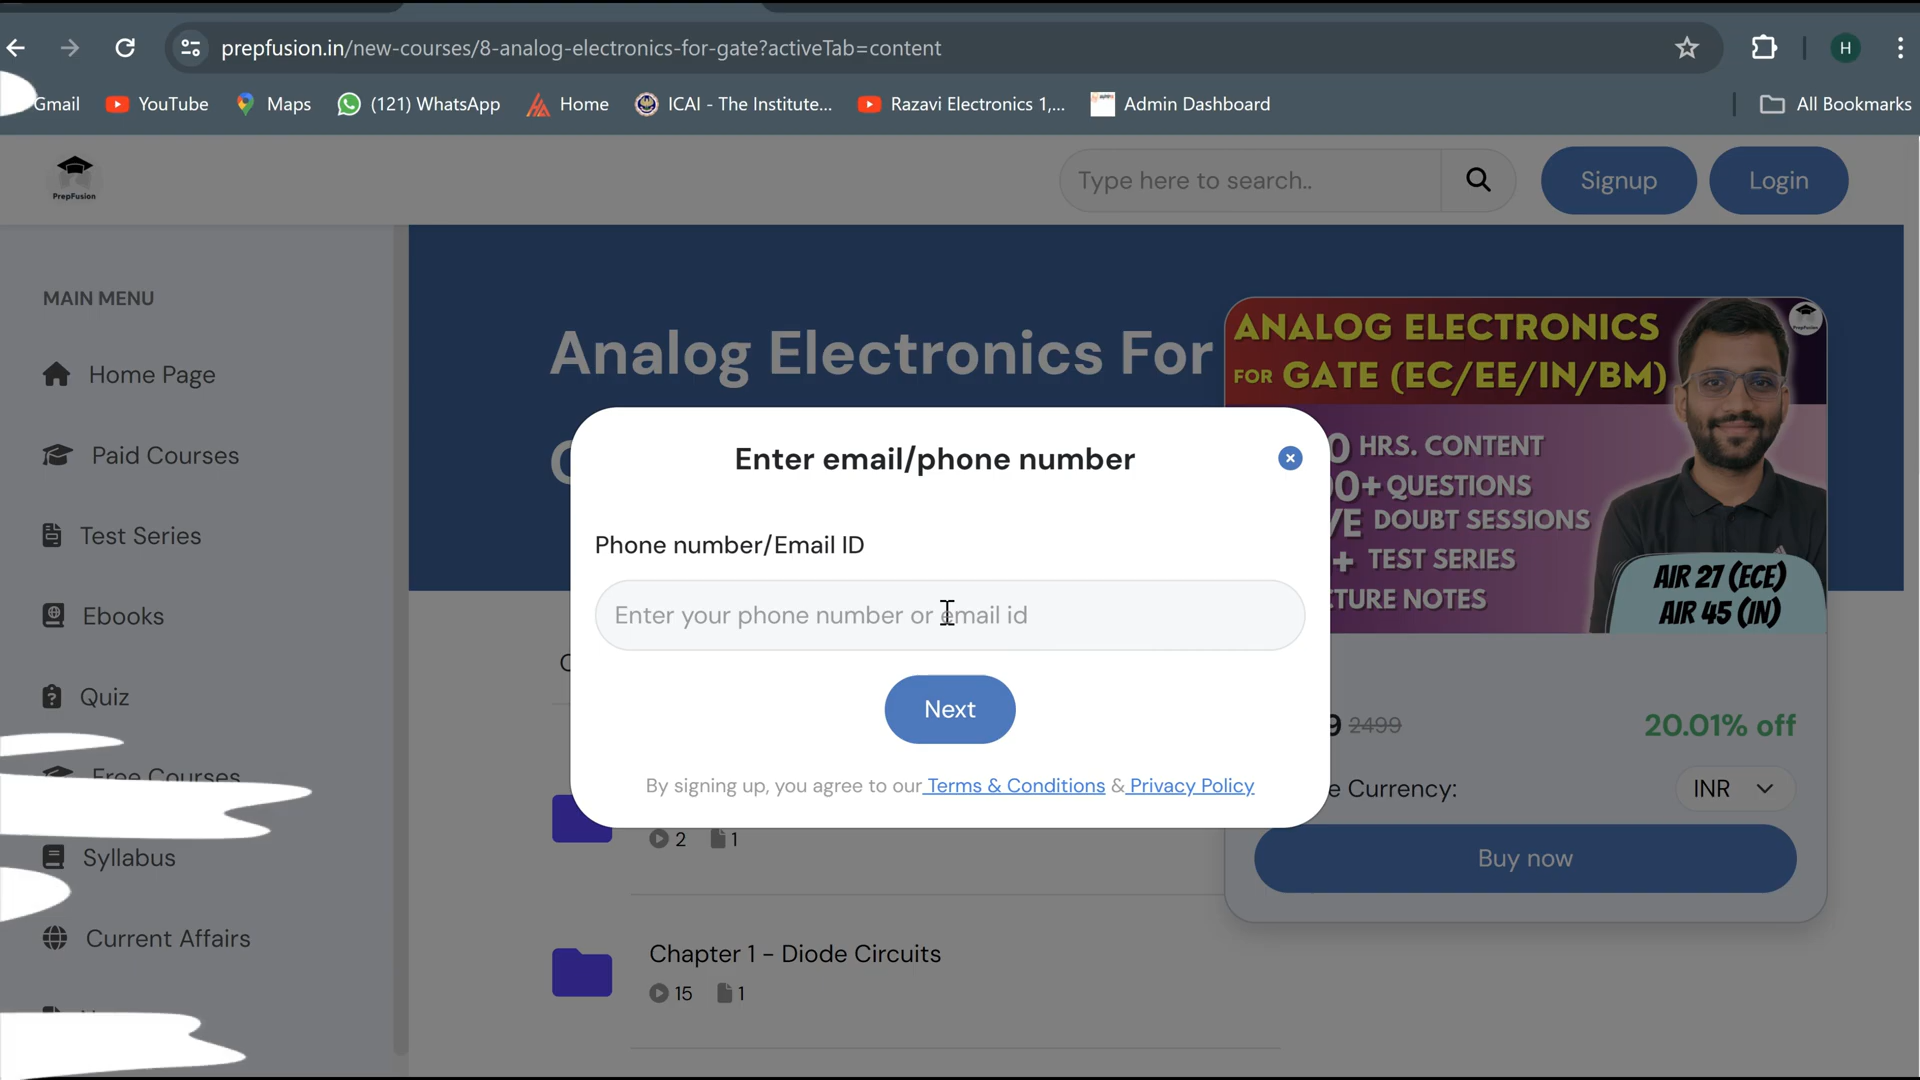 prepfusion.in/new-courses/8-analog-electronics-for-gate?activeTab=content
H
Gmail
YouTube
Maps
(121) WhatsApp
Home
ICAI - The Institute...
Razavi Electronics 1,...
Admin Dashboard
All Bookmarks
PrepFusion
Type here to search..
Signup
Login
MAIN MENU
Home Page
Paid Courses
Test Series
Ebooks
Quiz
Free Courses
Syllabus
Current Affairs
Analog Electronics For
ANALOG ELECTRONICS
FOR GATE (EC/EE/IN/BM)
HRS. CONTENT
QUESTIONS
DOUBT SESSIONS
TEST SERIES
NOTES
AIR 27 (ECE)
AIR 45 (IN)
Enter email/phone number
Phone number/Email ID
Enter your phone number or email id
Next
By signing up, you agree to our Terms & Conditions & Privacy Policy
2499
20.01% off
Currency:
INR
Buy now
2
1
Chapter 1 - Diode Circuits
15
1